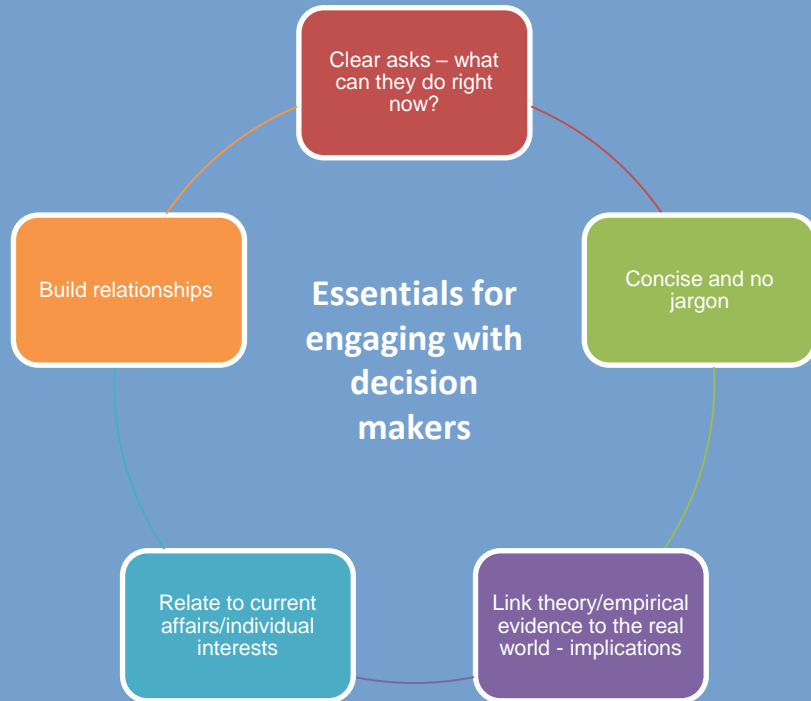 Clear asks – what
can they do right
now?
Concise and no
jargon
Link theory/empirical
evidence to the real
world - implications
Relate to current
affairs/individual
interests
Build relationships
Essentials for
engaging with
decision
makers